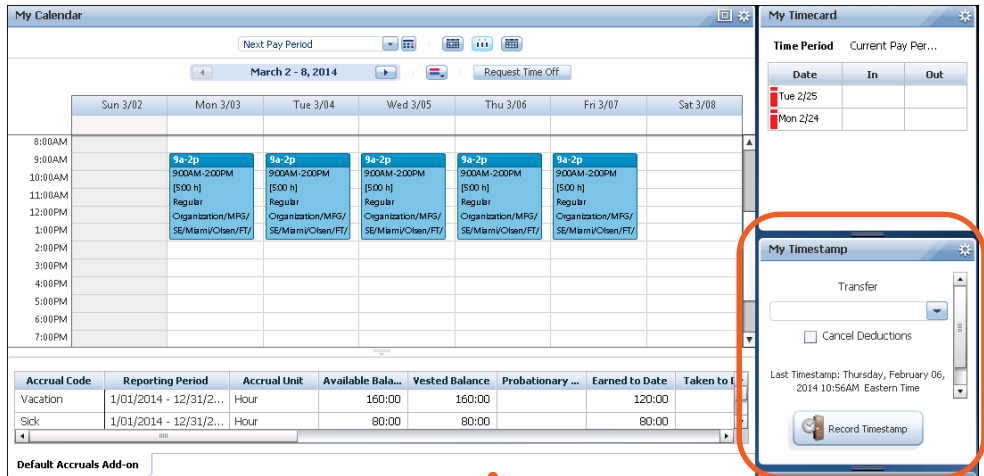 My Calendar
Next Pay Period
March 2 - 8, 2014
Request Time Off
Sun 3/02 Mon 3/03 Tue 3/04 Wed 3/05 Thu 3/06 Fri 3/07 Sat 3/08
8:00AM
9:00AM
10:00AM
11:00AM
12:00PM
1:00PM
2:00PM
3:00PM
4:00PM
5:00PM
6:00PM
7:00PM
9a-2p 9a-2p 9a-2p 9a-2p 9a-2p
9:00AM-2:00PM 9:00AM-2:00PM 9:00AM-2:00PM 9:00AM-2:00PM 9:00AM-2:00PM
[5:00 h] [5:00 h] [5:00 h] [5:00 h] [5:00 h]
Regular Regular Regular Regular Regular
Organization/MFG/ Organization/MFG/ Organization/MFG/ Organization/MFG/ Organization/MFG/
SE/Miami/Olsen/FT/ SE/Miami/Olsen/FT/ SE/Miami/Olsen/FT/ SE/Miami/Olsen/FT/ SE/Miami/Olsen/FT/
Accrual Code Reporting Period Accrual Unit Available Bala... Vested Balance Probationary ... Earned to Date Taken to D
Vacation 1/01/2014 - 12/31/2... Hour 160:00 160:00 120:00
Sick 1/01/2014 - 12/31/2... Hour 80:00 80:00 80:00
Default Accruals Add-on
My Timecard
Time Period Current Pay Per...
Date In Out
Tue 2/25
Mon 2/24
My Timestamp
Transfer
Cancel Deductions
Last Timestamp: Thursday, February 06,
2014 10:56AM Eastern Time
Record Timestamp